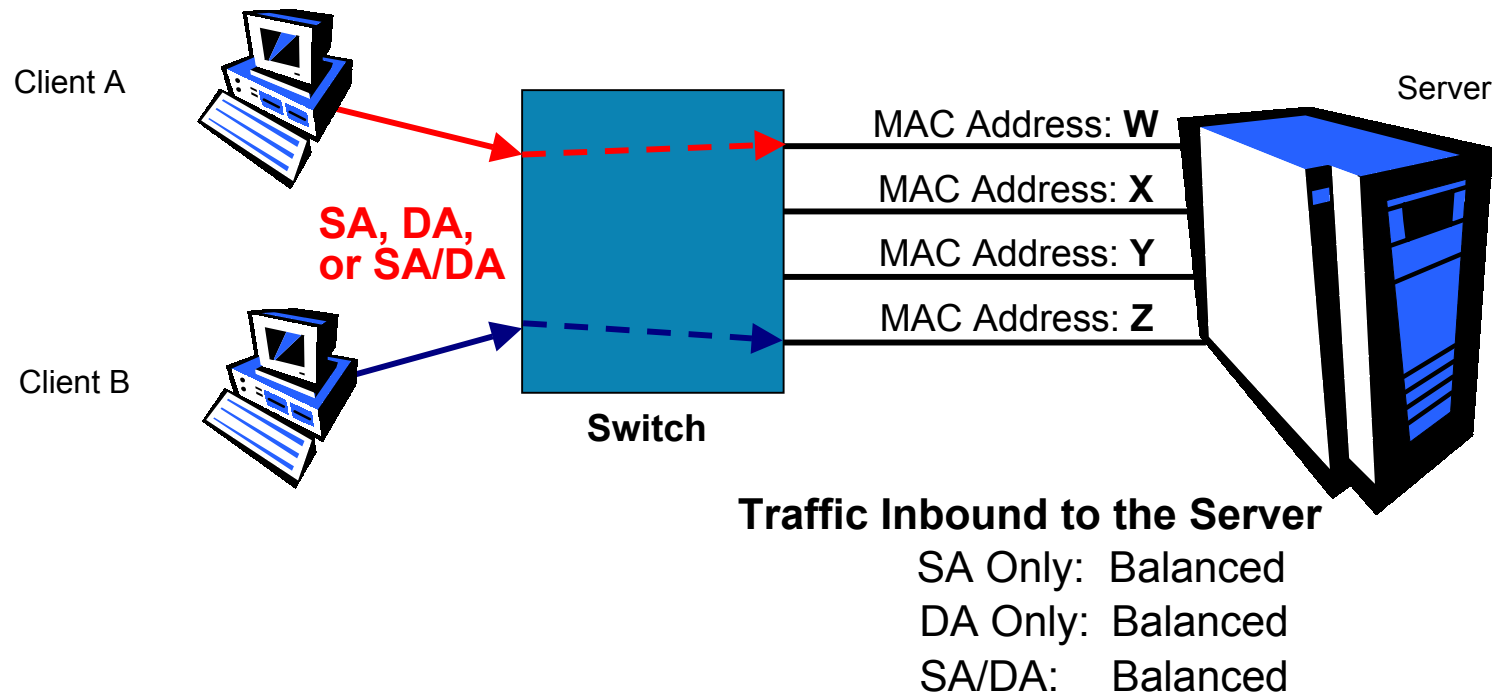 Client A
Server
MAC Address: W
MAC Address: X
SA, DA,
or SA/DA
MAC Address: Y
MAC Address: Z
Client B
Switch
Traffic Inbound to the Server
SA Only: Balanced
DA Only: Balanced
SA/DA: Balanced